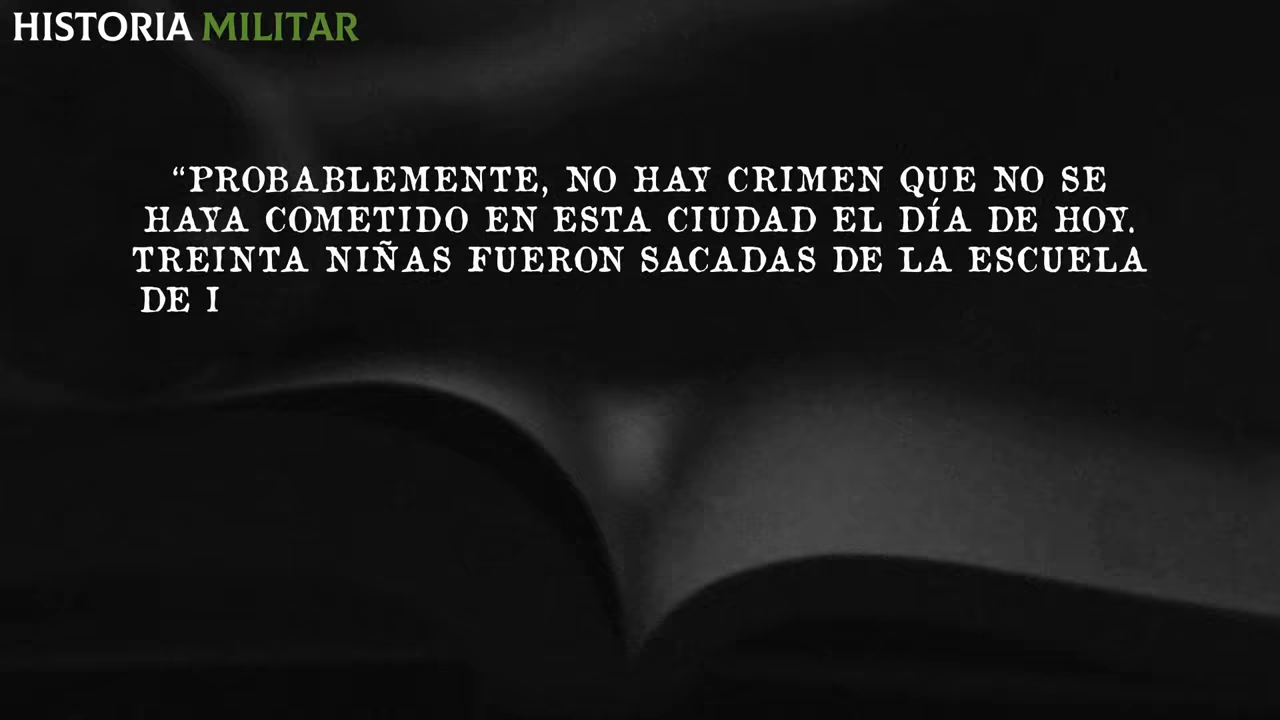 HISTORIA MILITAR
“PROBABLEMENTE, NO HAY CRIMEN QUE NO SE
HAYA COMETIDO EN ESTA CIUDAD EL DÍA DE HOY.
TREINTA NIÑAS FUERON SACADAS DE LA ESCUELA
DE I